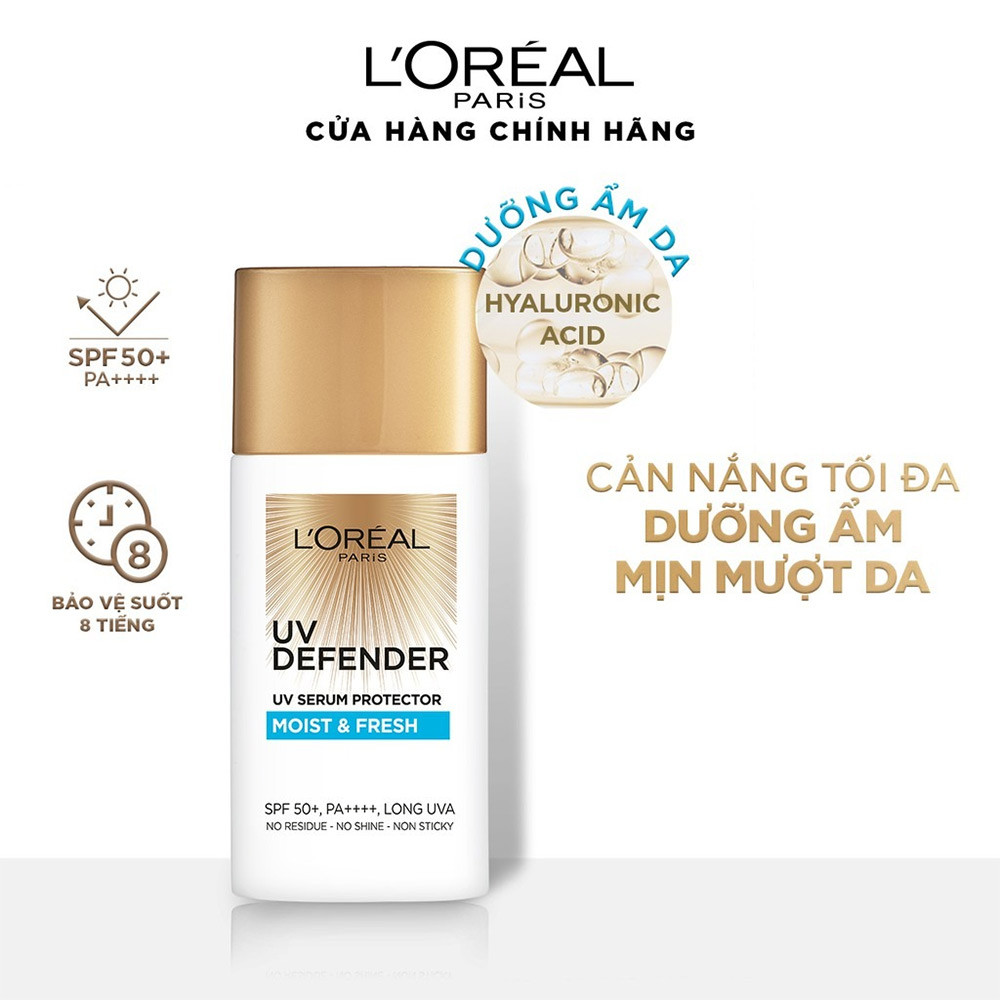 L'ORÉAL
PARiS
CỬA HÀNG CHÍNH HÃNG
DƯỠNG ẨM DA
HYALURONIC
ACID
SPF 50+
PA++++
8
BẢO VỆ SUỐT
8 TIẾNG
CẢN NẮNG TỐI ĐA
DƯỠNG ẨM
MỊN MƯỢT DA
L'ORÉAL
PARiS
UV
DEFENDER
UV SERUM PROTECTOR
MOIST & FRESH
SPF 50+, PA++++, LONG UVA
NO RESIDUE - NO SHINE - NON STICKY